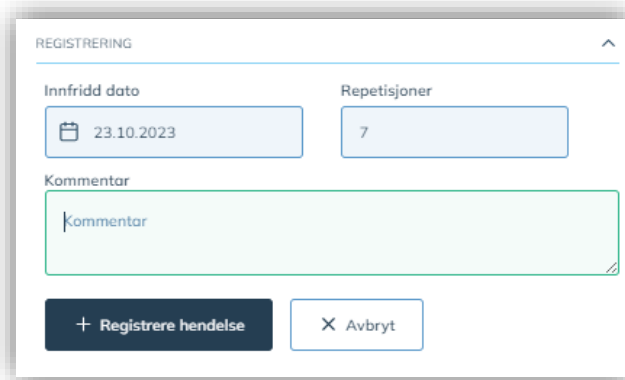 REGISTRERING
Innfridd dato Repetisjoner
23.10.2023 7
Kommentar
Kommentar
+ Registrere hendelse × Avbryt